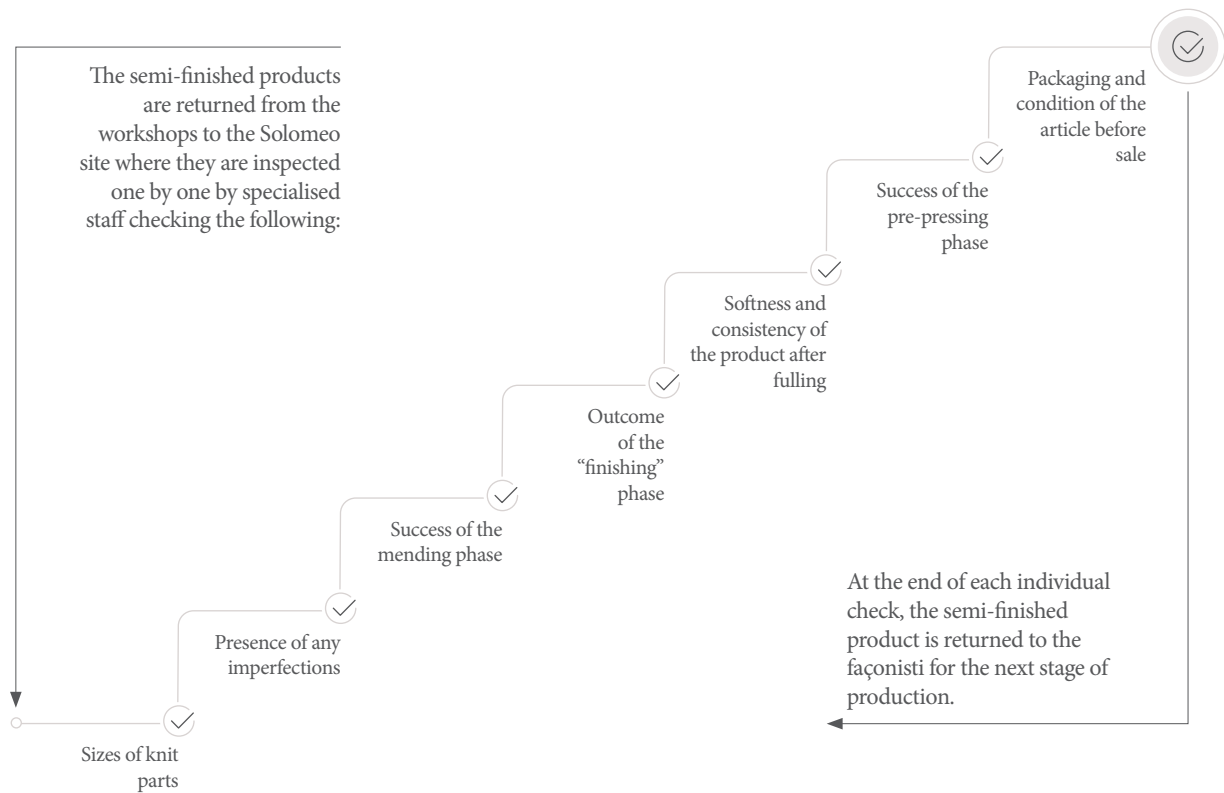 The semi-finished products
are returned from the
workshops to the Solomeo
site where they are inspected
one by one by specialised
staff checking the following:
Sizes of knit
parts
Presence of any
imperfections
Success of the
mending phase
Outcome
of the
“finishing”
phase
Softness and
consistency of
the product after
fulling
Success of the
pre-pressing
phase
Packaging and
condition of the
article before
sale
At the end of each individual
check, the semi-finished
product is returned to the
façonisti for the next stage of
production.